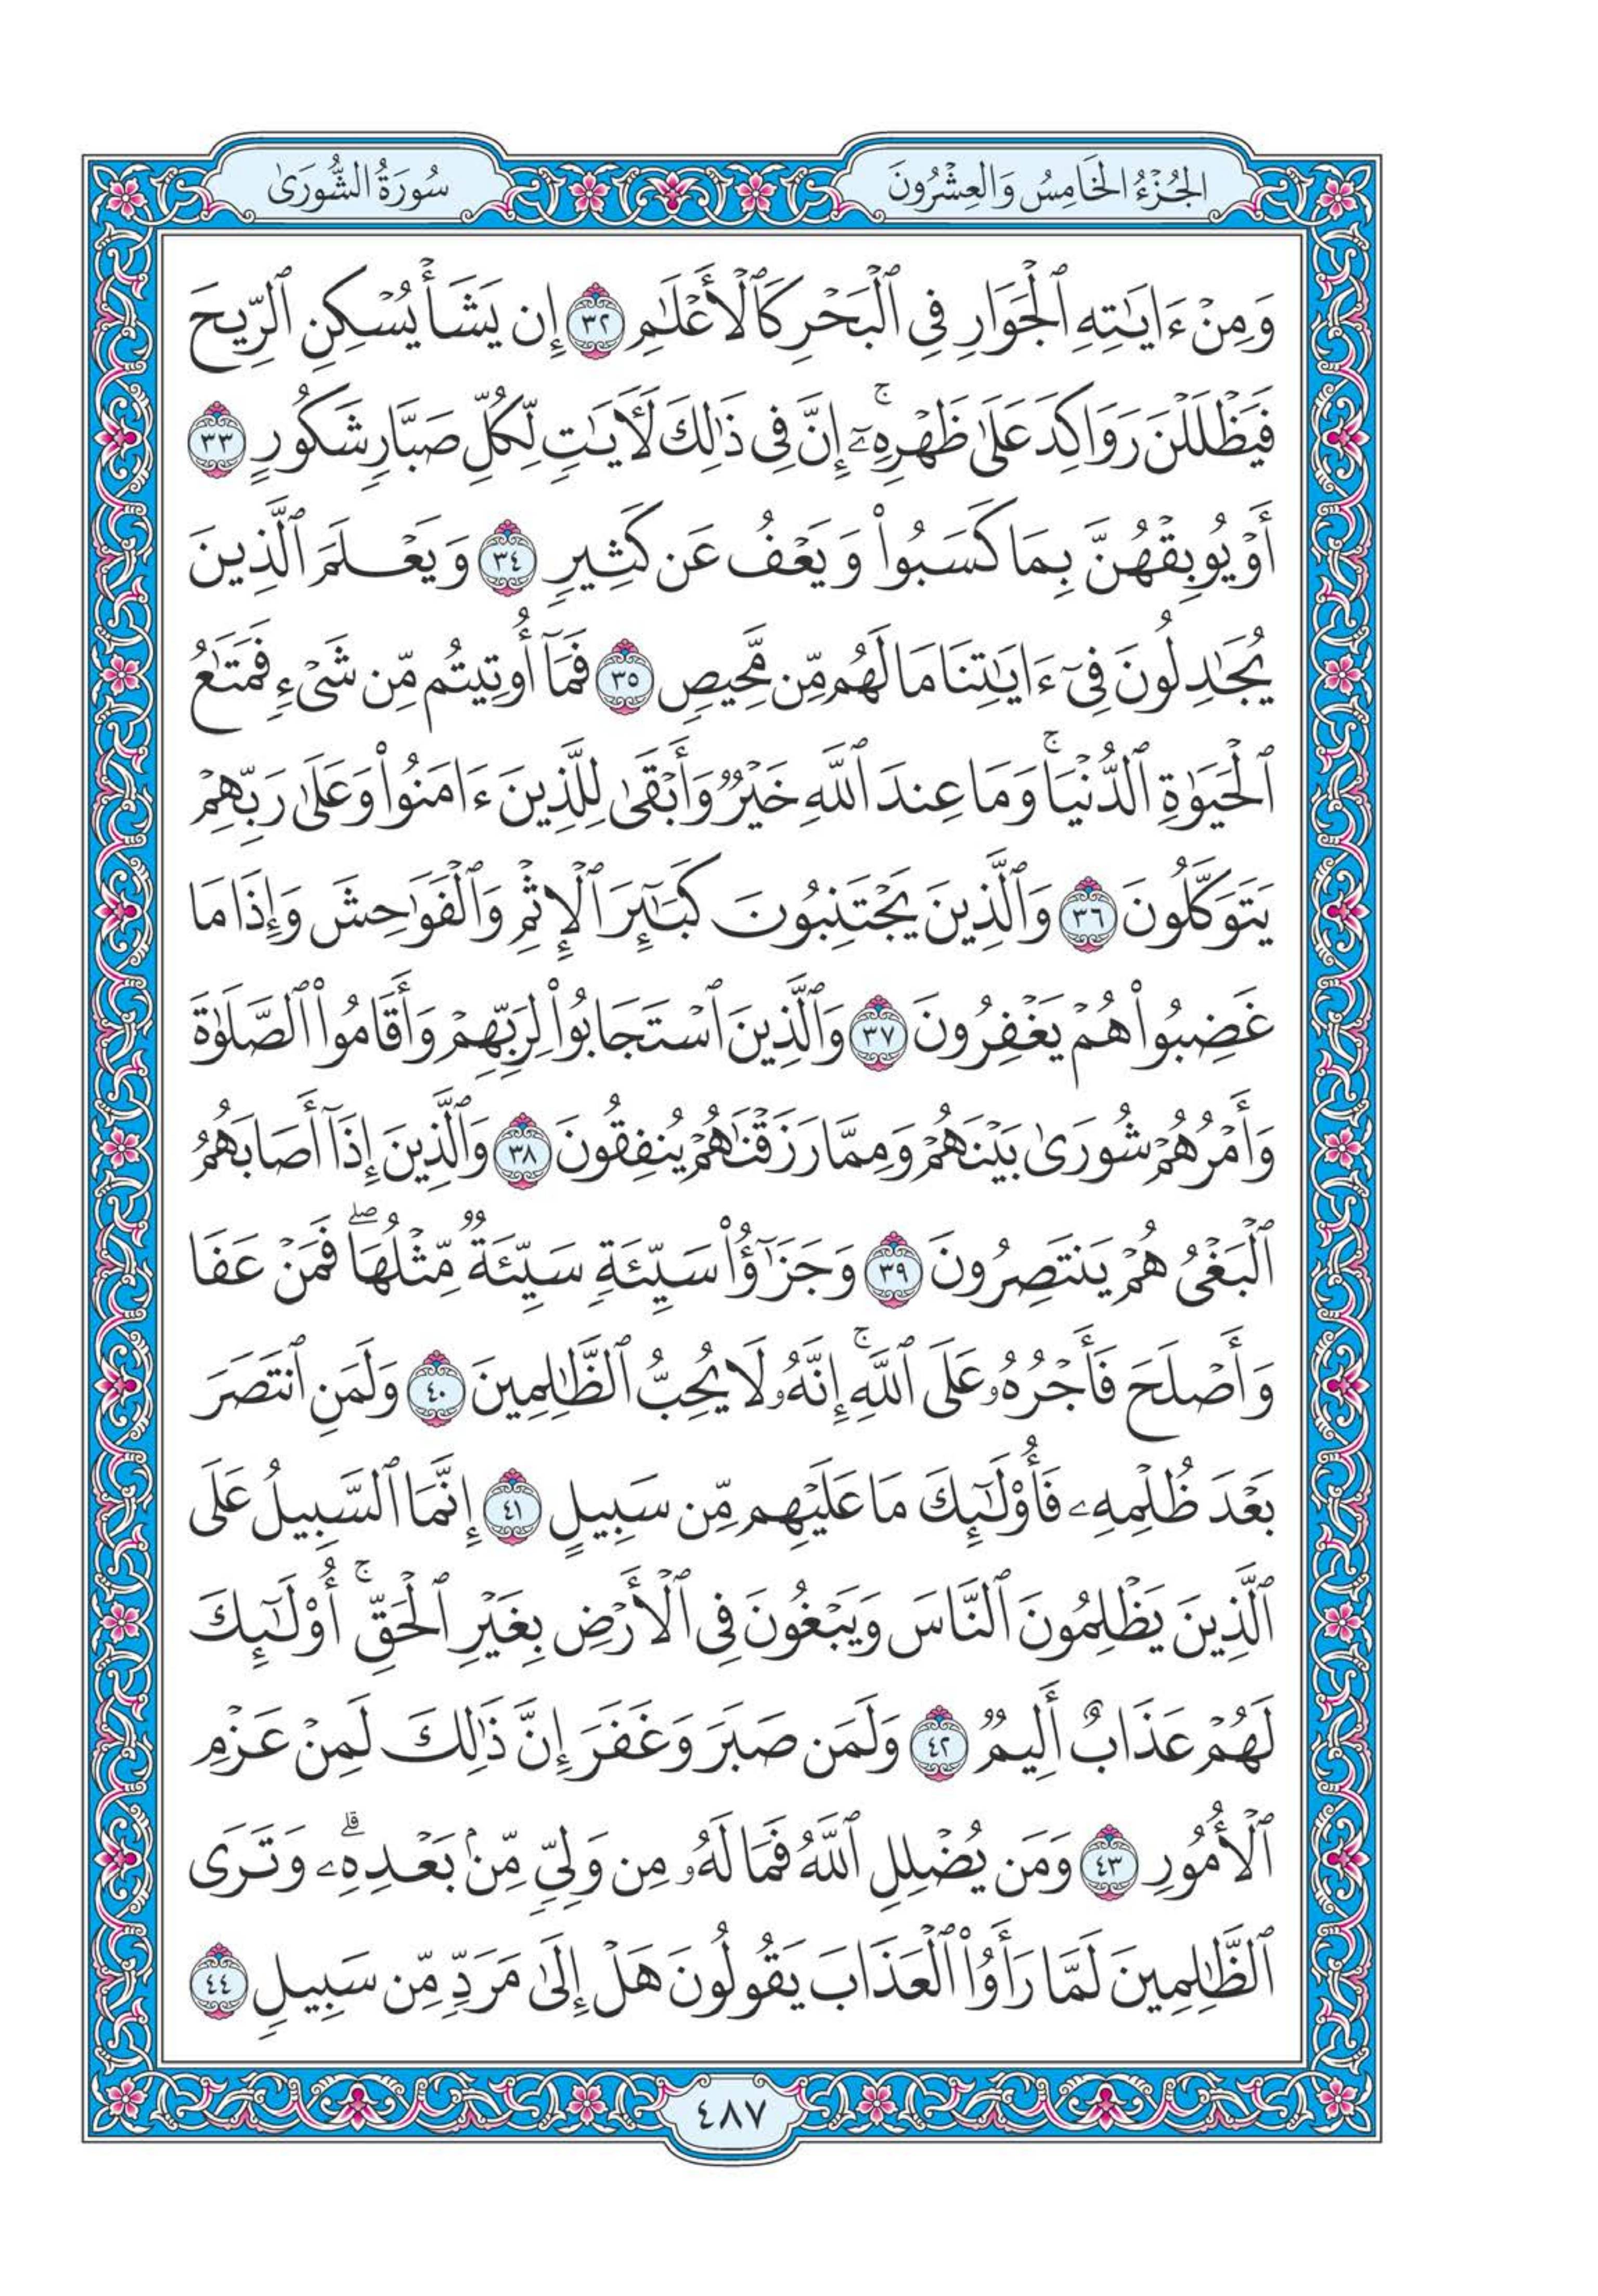 الجُزْءُ الخَامِسُ وَالعِشْرُونَ
سُورَةُ الشُّورَىٰ
وَمِنْ ءَايَٰتِهِ ٱلْجَوَارِ فِى ٱلْبَحْرِ كَٱلْأَعْلَٰمِ ٣٢ إِن يَشَأْ يُسْكِنِ ٱلرِّيحَ
فَيَظْلَلْنَ رَوَاكِدَ عَلَىٰ ظَهْرِهِۦٓ ۚ إِنَّ فِى ذَٰلِكَ لَءَايَٰتٍ لِّكُلِّ صَبَّارٍ شَكُورٍ ٣٣
أَوْ يُوبِقْهُنَّ بِمَا كَسَبُوا۟ وَيَعْفُ عَن كَثِيرٍ ٣٤ وَيَعْلَمَ ٱلَّذِينَ
يُجَٰدِلُونَ فِىٓ ءَايَٰتِنَا مَا لَهُم مِّن مَّحِيصٍ ٣٥ فَمَآ أُوتِيتُم مِّن شَىْءٍ فَمَتَٰعُ
ٱلْحَيَوٰةِ ٱلدُّنْيَا ۚ وَمَا عِندَ ٱللَّهِ خَيْرٌ وَأَبْقَىٰ لِلَّذِينَ ءَامَنُوا۟ وَعَلَىٰ رَبِّهِمْ
يَتَوَكَّلُونَ ٣٦ وَٱلَّذِينَ يَجْتَنِبُونَ كَبَٰٓئِرَ ٱلْإِثْمِ وَٱلْفَوَٰحِشَ وَإِذَا مَا
غَضِبُوا۟ هُمْ يَغْفِرُونَ ٣٧ وَٱلَّذِينَ ٱسْتَجَابُوا۟ لِرَبِّهِمْ وَأَقَامُوا۟ ٱلصَّلَوٰةَ
وَأَمْرُهُمْ شُورَىٰ بَيْنَهُمْ وَمِمَّا رَزَقْنَٰهُمْ يُنفِقُونَ ٣٨ وَٱلَّذِينَ إِذَآ أَصَابَهُمُ
ٱلْبَغْىُ هُمْ يَنتَصِرُونَ ٣٩ وَجَزَٰٓؤُا۟ سَيِّئَةٍ سَيِّئَةٌ مِّثْلُهَا ۖ فَمَنْ عَفَا
وَأَصْلَحَ فَأَجْرُهُۥ عَلَى ٱللَّهِ ۚ إِنَّهُۥ لَا يُحِبُّ ٱلظَّٰلِمِينَ ٤٠ وَلَمَنِ ٱنتَصَرَ
بَعْدَ ظُلْمِهِۦ فَأُو۟لَٰٓئِكَ مَا عَلَيْهِم مِّن سَبِيلٍ ٤١ إِنَّمَا ٱلسَّبِيلُ عَلَى
ٱلَّذِينَ يَظْلِمُونَ ٱلنَّاسَ وَيَبْغُونَ فِى ٱلْأَرْضِ بِغَيْرِ ٱلْحَقِّ ۚ أُو۟لَٰٓئِكَ
لَهُمْ عَذَابٌ أَلِيمٌ ٤٢ وَلَمَن صَبَرَ وَغَفَرَ إِنَّ ذَٰلِكَ لَمِنْ عَزْمِ
ٱلْأُمُورِ ٤٣ وَمَن يُضْلِلِ ٱللَّهُ فَمَا لَهُۥ مِن وَلِىٍّ مِّنۢ بَعْدِهِۦ ۗ وَتَرَى
ٱلظَّٰلِمِينَ لَمَّا رَأَوُا۟ ٱلْعَذَابَ يَقُولُونَ هَلْ إِلَىٰ مَرَدٍّ مِّن سَبِيلٍ ٤٤
٤٨٧